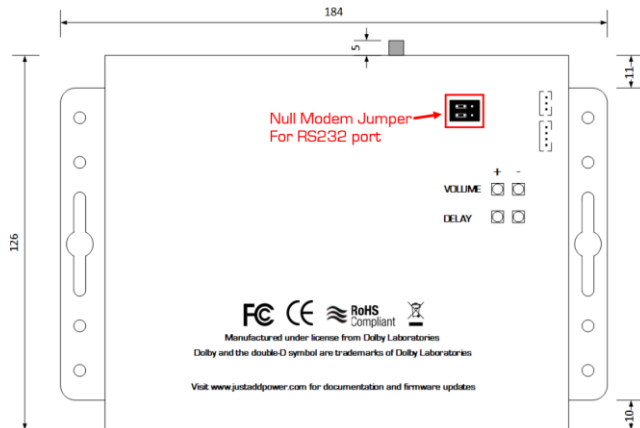 184
5
11
Null Modem Jumper
For RS232 port
+ -
VOLUME
DELAY
126
FC CE RoHS
Compliant
Manufactured under license from Dolby Laboratories
Dolby and the double-D symbol are trademarks of Dolby Laboratories
Visit www.justaddpower.com for documentation and firmware updates
10